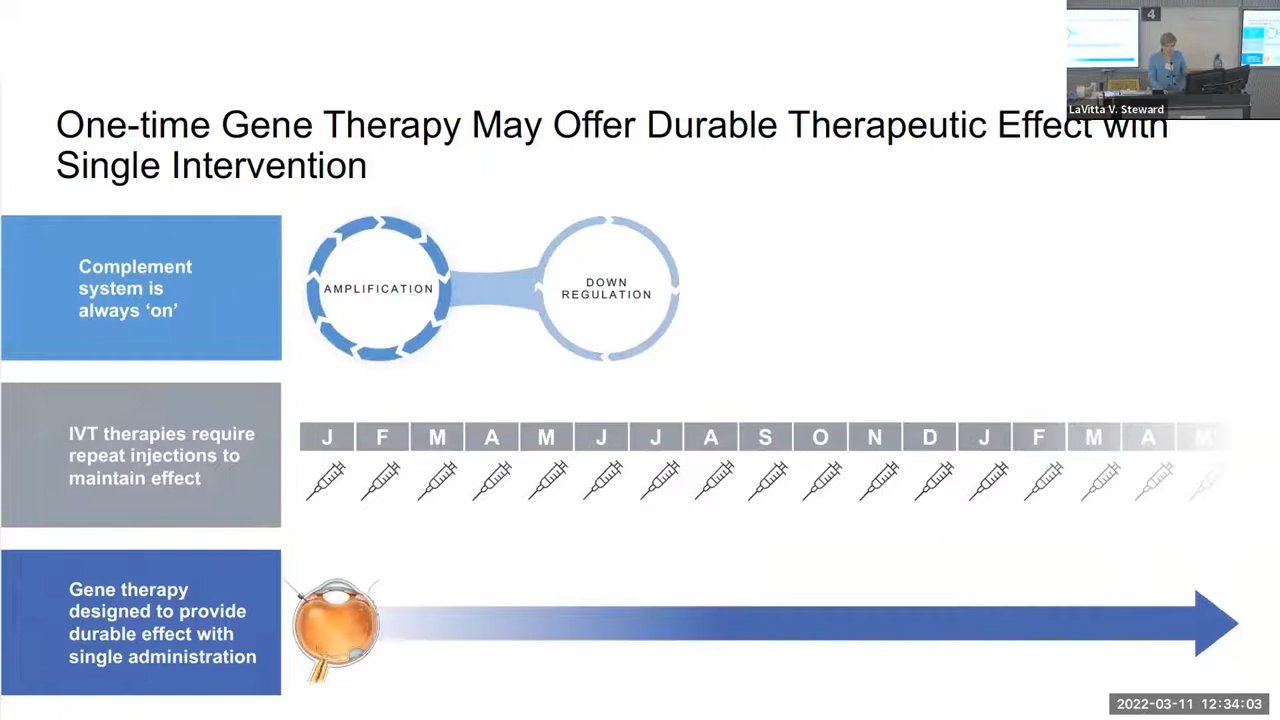 4
LaVitta V. Steward
One-time Gene Therapy May Offer Durable Therapeutic Effect with
Single Intervention
Complement
system is
always ‘on’
AMPLIFICATION
DOWN
REGULATION
IVT therapies require
repeat injections to
maintain effect
J F M A M J J A S O N D J F M A M
Gene therapy
designed to provide
durable effect with
single administration
2022-03-11 12:34:03